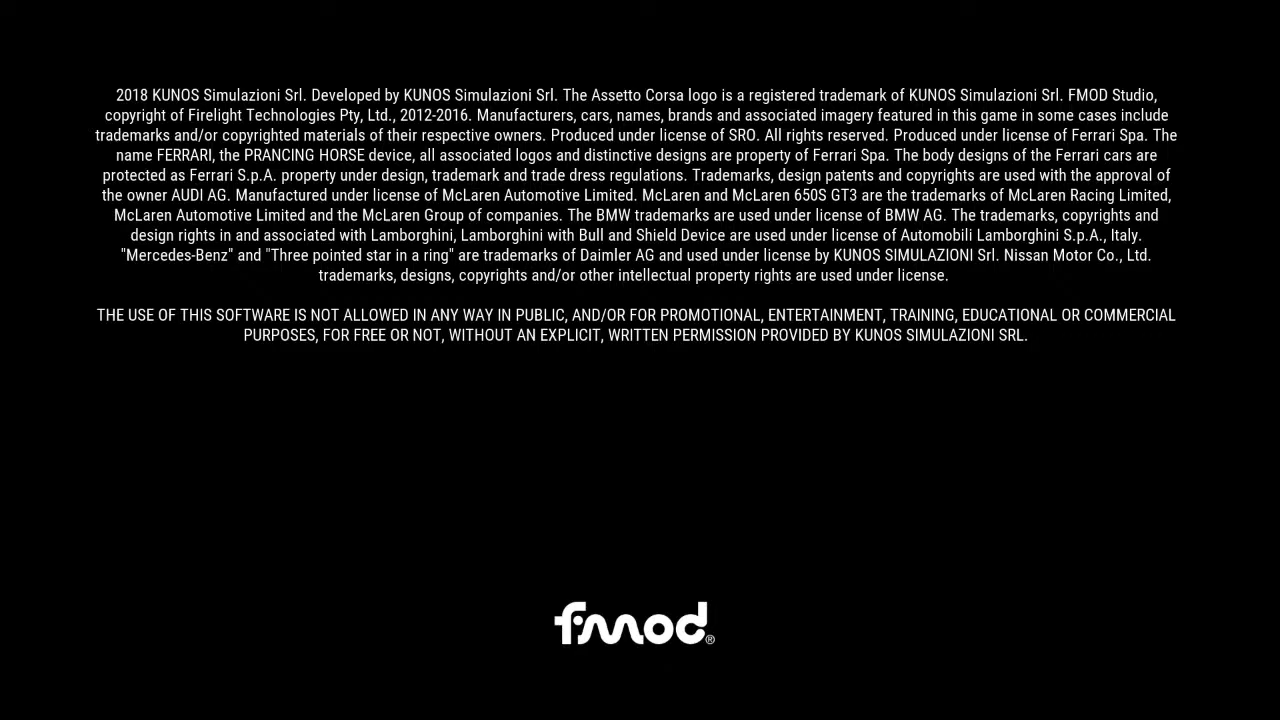 2018 KUNOS Simulazioni Srl. Developed by KUNOS Simulazioni Srl. The Assetto Corsa logo is a registered trademark of KUNOS Simulazioni Srl. FMOD Studio,
copyright of Firelight Technologies Pty, Ltd., 2012-2016. Manufacturers, cars, names, brands and associated imagery featured in this game in some cases include
trademarks and/or copyrighted materials of their respective owners. Produced under license of SRO. All rights reserved. Produced under license of Ferrari Spa. The
name FERRARI, the PRANCING HORSE device, all associated logos and distinctive designs are property of Ferrari Spa. The body designs of the Ferrari cars are
protected as Ferrari S.p.A. property under design, trademark and trade dress regulations. Trademarks, design patents and copyrights are used with the approval of
the owner AUDI AG. Manufactured under license of McLaren Automotive Limited. McLaren and McLaren 650S GT3 are the trademarks of McLaren Racing Limited,
McLaren Automotive Limited and the McLaren Group of companies. The BMW trademarks are used under license of BMW AG. The trademarks, copyrights and
design rights in and associated with Lamborghini, Lamborghini with Bull and Shield Device are used under license of Automobili Lamborghini S.p.A., Italy.
"Mercedes-Benz" and "Three pointed star in a ring" are trademarks of Daimler AG and used under license by KUNOS SIMULAZIONI Srl. Nissan Motor Co., Ltd.
trademarks, designs, copyrights and/or other intellectual property rights are used under license.
THE USE OF THIS SOFTWARE IS NOT ALLOWED IN ANY WAY IN PUBLIC, AND/OR FOR PROMOTIONAL, ENTERTAINMENT, TRAINING, EDUCATIONAL OR COMMERCIAL
PURPOSES, FOR FREE OR NOT, WITHOUT AN EXPLICIT, WRITTEN PERMISSION PROVIDED BY KUNOS SIMULAZIONI SRL.
fmod®